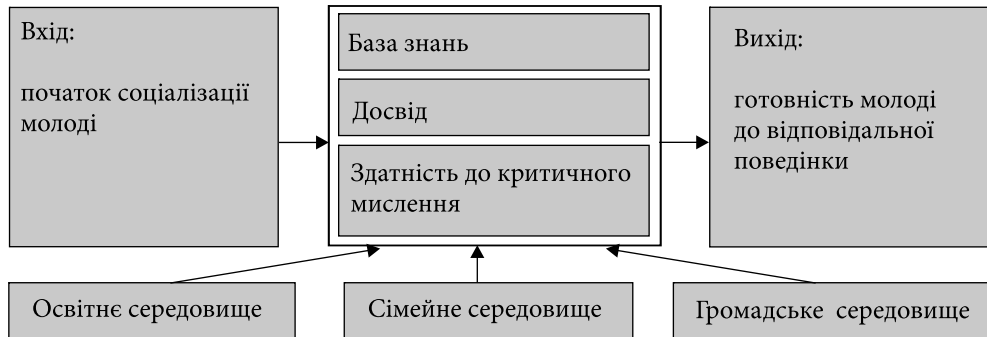 Вхід:
початок соціалізації
молоді
База знань
Досвід
Здатність до критичного
мислення
Вихід:
готовність молоді
до відповідальної
поведінки
Освітнє середовище
Сімейне середовище
Громадське середовище